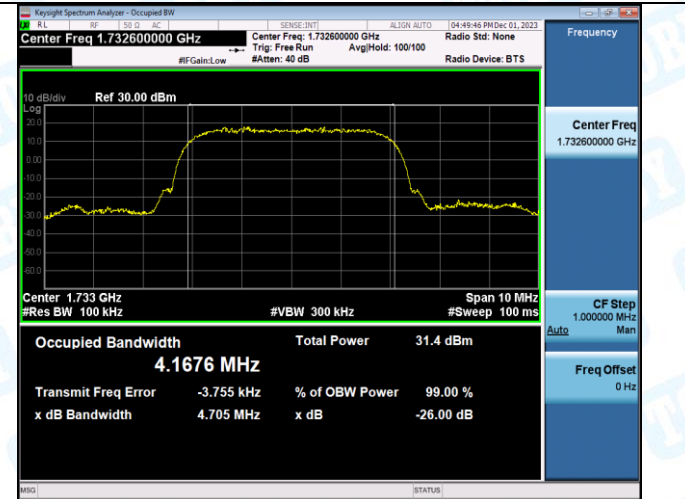 Keysight Spectrum Analyzer - Occupied BW
RL RF 50 Ω AC SENSE:INT ALIGN AUTO 04:49:46 PM Dec 01, 2023
Center Freq 1.732600000 GHz
Center Freq: 1.732600000 GHz
Radio Std: None
Trig: Free Run
Avg|Hold: 100/100
#IFGain:Low
#Atten: 40 dB
Radio Device: BTS
Frequency
10 dB/div
Ref 30.00 dBm
Log
20.0
10.0
0.00
-10.0
-20.0
-30.0
-40.0
-50.0
-60.0
Center 1.733 GHz
Span 10 MHz
#Res BW 100 kHz
#VBW 300 kHz
#Sweep 100 ms
Center Freq
1.732600000 GHz
CF Step
1.000000 MHz
Auto Man
Freq Offset
0 Hz
Occupied Bandwidth
4.1676 MHz
Total Power 31.4 dBm
Transmit Freq Error -3.755 kHz
% of OBW Power 99.00 %
x dB Bandwidth 4.705 MHz
x dB -26.00 dB
MSG
STATUS